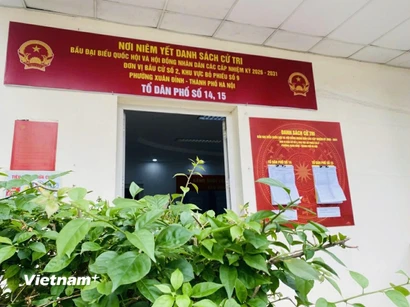 NƠI NIÊM YẾT DANH SÁCH CỬ TRI
BẦU ĐẠI BIỂU QUỐC HỘI VÀ HỘI ĐỒNG NHÂN DÂN CÁC CẤP NHIỆM KỲ 2026 - 2031
ĐƠN VỊ BẦU CỬ SỐ 2, KHU VỰC BỎ PHIẾU SỐ 9
PHƯỜNG XUÂN ĐỈNH - THÀNH PHỐ HÀ NỘI
TỔ DÂN PHỐ SỐ 14, 15
DANH SÁCH CỬ TRI
Vietnam+